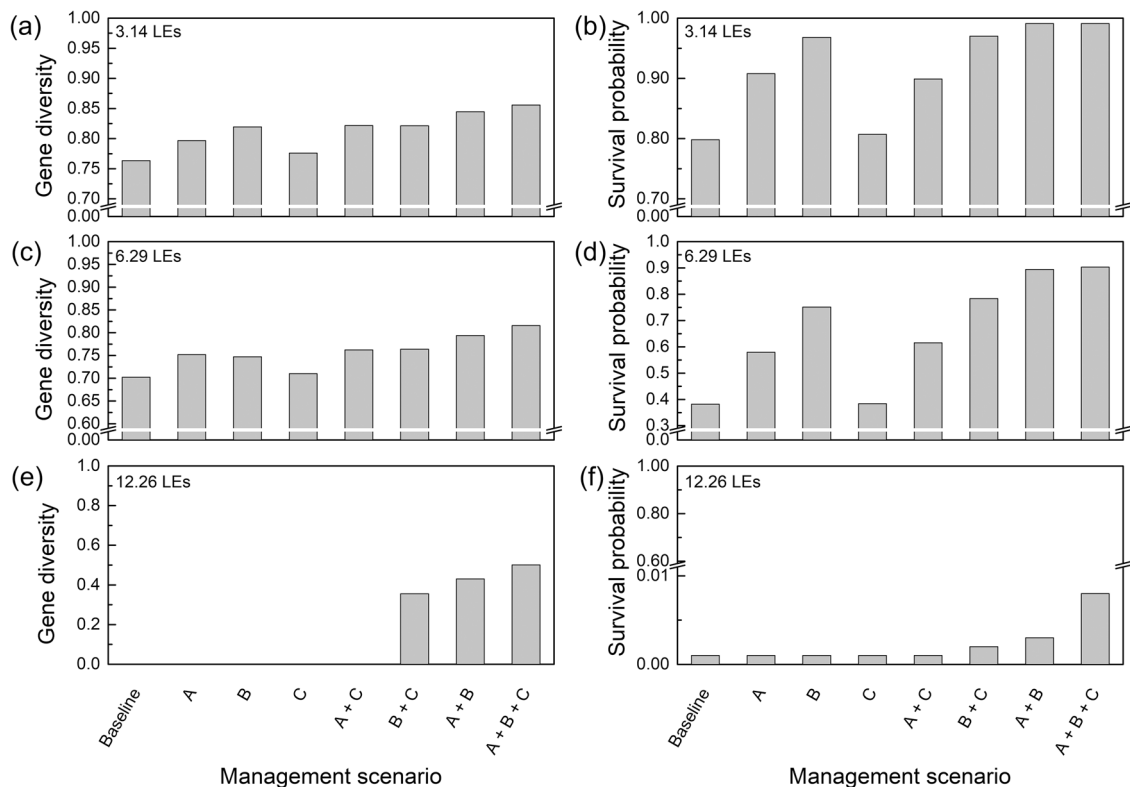 (a)
3.14 LEs
Gene diversity
1.00
0.95
0.90
0.85
0.80
0.75
0.70
0.00
(b)
3.14 LEs
Survival probability
1.00
0.90
0.80
0.70
0.00
(c)
6.29 LEs
Gene diversity
1.00
0.95
0.90
0.85
0.80
0.75
0.70
0.65
0.60
0.00
(d)
6.29 LEs
Survival probability
1.0
0.9
0.8
0.7
0.6
0.5
0.4
0.3
0.0
(e)
12.26 LEs
Gene diversity
1.0
0.8
0.6
0.4
0.2
0.0
Baseline
A
B
C
A + C
B + C
A + B
A + B + C
Management scenario
(f)
12.26 LEs
Survival probability
1.00
0.80
0.60
0.01
0.00
Baseline
A
B
C
A + C
B + C
A + B
A + B + C
Management scenario